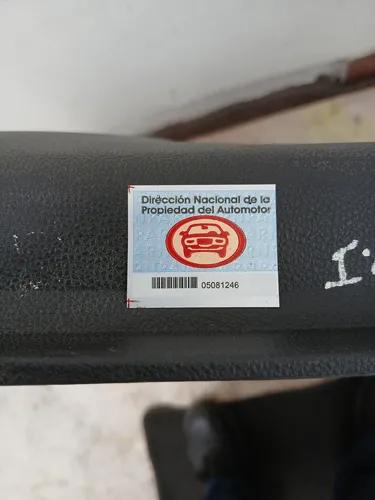 Dirección Nacional de la
Propiedad del Automotor
05081246